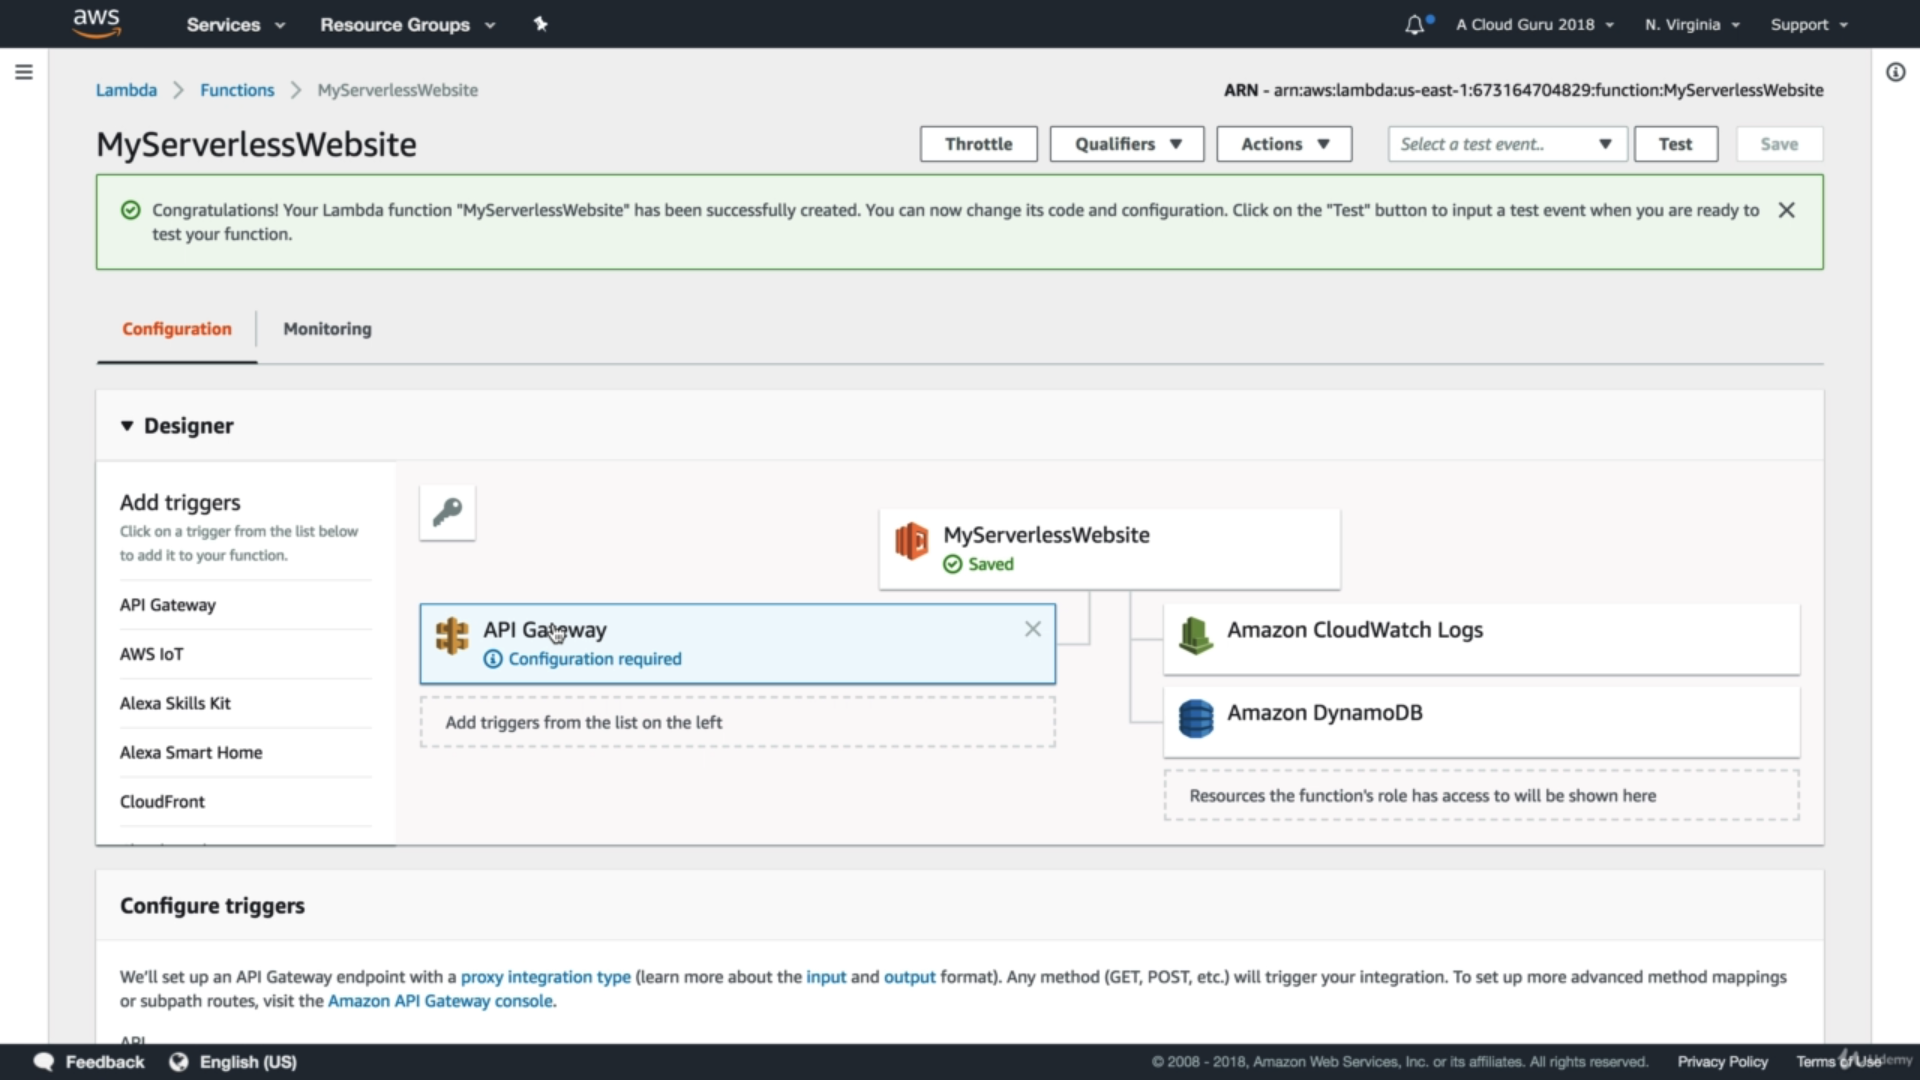 aws
Services
Resource Groups
A Cloud Guru 2018
N. Virginia
Support
Lambda
Functions
MyServerlessWebsite
ARN - arn:aws:lambda:us-east-1:673164704829:function:MyServerlessWebsite
MyServerlessWebsite
Throttle
Qualifiers
Actions
Select a test event..
Test
Save
Congratulations! Your Lambda function "MyServerlessWebsite" has been successfully created. You can now change its code and configuration. Click on the "Test" button to input a test event when you are ready to
test your function.
Configuration
Monitoring
Designer
Add triggers
Click on a trigger from the list below
to add it to your function.
API Gateway
AWS IoT
Alexa Skills Kit
Alexa Smart Home
CloudFront
MyServerlessWebsite
Saved
API Gateway
Configuration required
Add triggers from the list on the left
Amazon CloudWatch Logs
Amazon DynamoDB
Resources the function's role has access to will be shown here
Configure triggers
We'll set up an API Gateway endpoint with a proxy integration type (learn more about the input and output format). Any method (GET, POST, etc.) will trigger your integration. To set up more advanced method mappings
or subpath routes, visit the Amazon API Gateway console.
API
Feedback
English (US)
© 2008 - 2018, Amazon Web Services, Inc. or its affiliates. All rights reserved.
Privacy Policy
Terms of Use